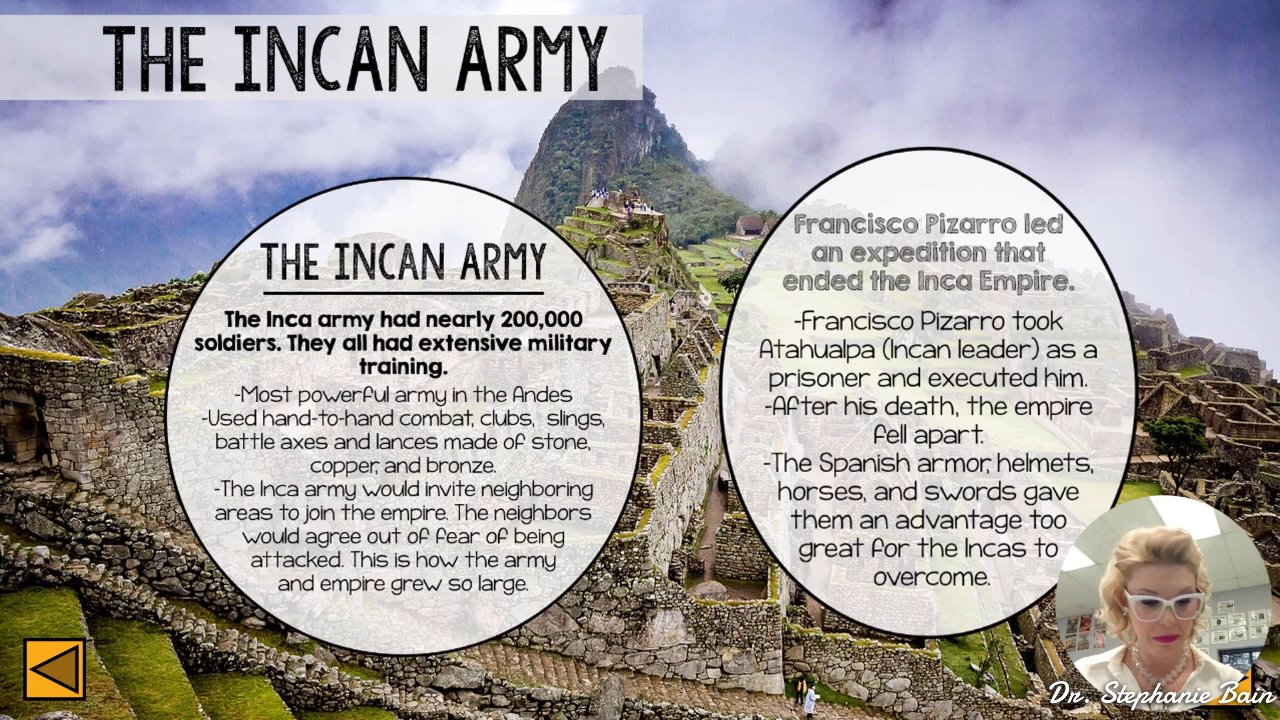 THE INCAN ARMY
THE INCAN ARMY
The Inca army had nearly 200,000
soldiers. They all had extensive military
training.
-Most powerful army in the Andes
-Used hand-to-hand combat, clubs, slings,
battle axes and lances made of stone,
copper, and bronze.
-The Inca army would invite neighboring
areas to join the empire. The neighbors
would agree out of fear of being
attacked. This is how the army
and empire grew so large.
Francisco Pizarro led
an expedition that
ended the Inca Empire.
-Francisco Pizarro took
Atahualpa (Incan leader) as a
prisoner and executed him.
-After his death, the empire
fell apart.
-The Spanish armor, helmets,
horses, and swords gave
them an advantage too
great for the Incas to
overcome.
Dr. Stephanie Bain